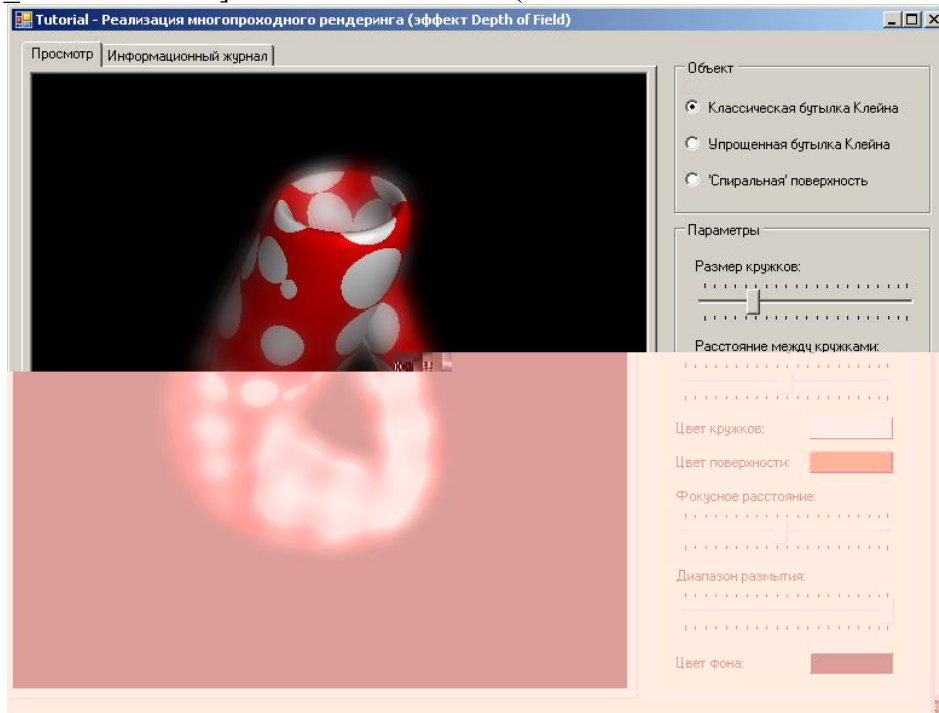 Tutorial - Реализация многопроходного рендеринга (эффект Depth of Field)
Просмотр
Информационный журнал
Объект
Классическая бутылка Клейна
Упрощенная бутылка Клейна
'Спиральная' поверхность
Параметры
Размер кружков:
Расстояние между кружками:
Цвет кружков:
Цвет поверхности:
Фокусное расстояние:
Диапазон размытия:
Цвет фона: